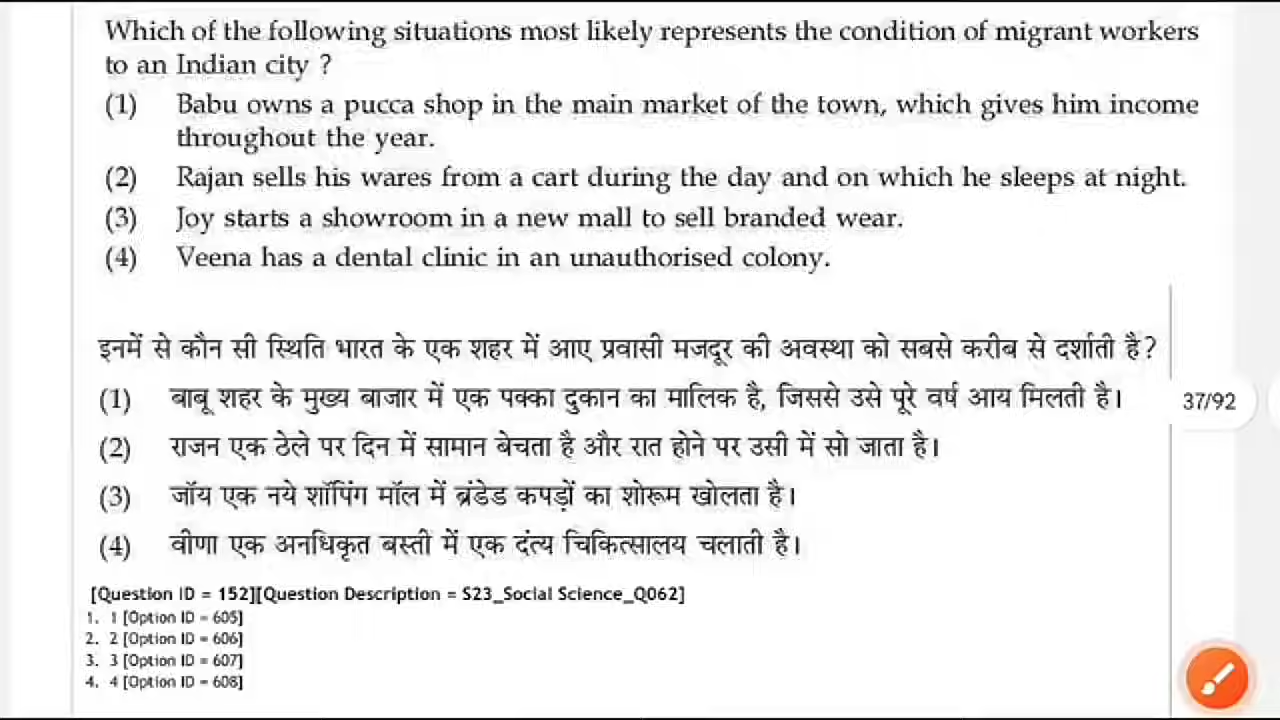 Which of the following situations most likely represents the condition of migrant workers
to an Indian city ?
(1) Babu owns a pucca shop in the main market of the town, which gives him income
throughout the year.
(2) Rajan sells his wares from a cart during the day and on which he sleeps at night.
(3) Joy starts a showroom in a new mall to sell branded wear.
(4) Veena has a dental clinic in an unauthorised colony.
इनमें से कौन सी स्थिति भारत के एक शहर में आए प्रवासी मजदूर की अवस्था को सबसे करीब से दर्शाती है?
(1) बाबू शहर के मुख्य बाजार में एक पक्का दुकान का मालिक है, जिससे उसे पूरे वर्ष आय मिलती है।
37/92
(2) राजन एक ठेले पर दिन में सामान बेचता है और रात होने पर उसी में सो जाता है।
(3) जॉय एक नये शॉपिंग मॉल में ब्रंडेड कपड़ों का शोरूम खोलता है।
(4) वीणा एक अनधिकृत बस्ती में एक दंत्य चिकित्सालय चलाती है।
[Question ID = 152][Question Description = S23_Social Science_Q062]
1. 1 [Option ID = 605]
2. 2 [Option ID = 606]
3. 3 [Option ID = 607]
4. 4 [Option ID = 608]